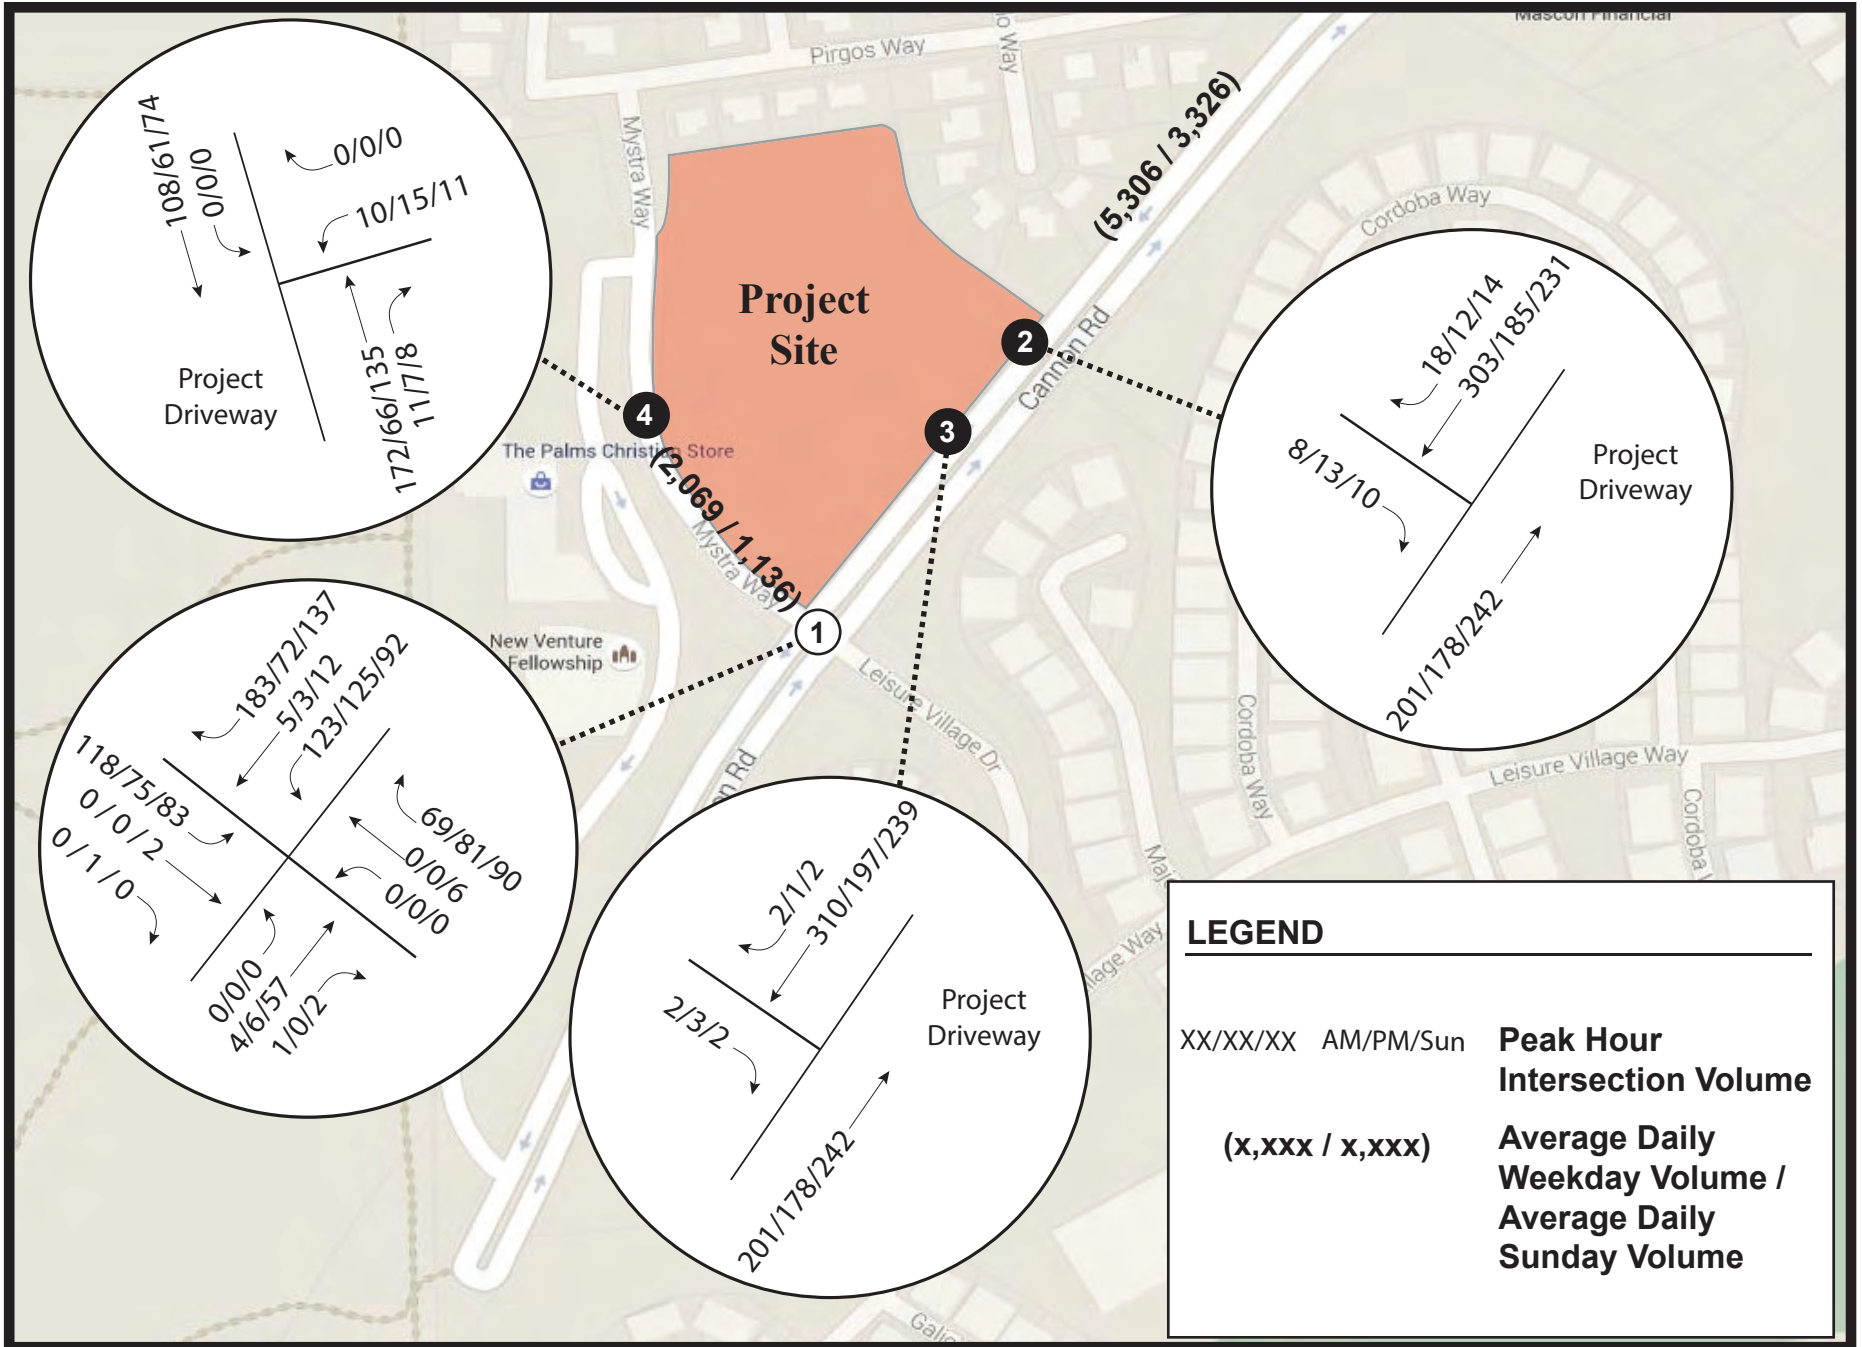 Mascon Financial
Pirgos Way
Mystra Way
(5,306 / 3,326)
Cordoba Way
108/61/74
0/0/0
0/0/0
10/15/11
172/66/135
11/7/8
Project
Driveway
Project
Site
2
Cannon Rd
3
4
The Palms Christian Store
(2,069 / 1,136)
Mystra Way
1
New Venture
Fellowship
Leisure Village Dr
18/12/14
303/185/231
8/13/10
Project
Driveway
201/178/242
183/72/137
5/3/12
123/125/92
118/75/83
0 / 0 / 2
0 / 1 / 0
69/81/90
0/0/6
0/0/0
0/0/0
4/6/57
1/0/2
on Rd
2/1/2
310/197/239
2/3/2
Project
Driveway
201/178/242
Cordoba Way
Leisure Village Way
Cordoba
LEGEND
XX/XX/XX AM/PM/Sun Peak Hour
Intersection Volume
(x,xxx / x,xxx) Average Daily
Weekday Volume /
Average Daily
Sunday Volume